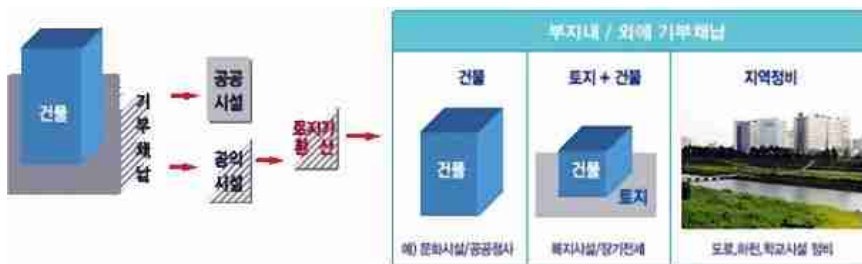 건물
기부채납
공공
시설
공익
시설
토지기
환 산
부지내 / 외에 기부채납
건물
건물
예) 문화시설/공공청사
토지 + 건물
건물
토지
복지시설/장기전세
지역정비
도로,하천,학교시설 정비